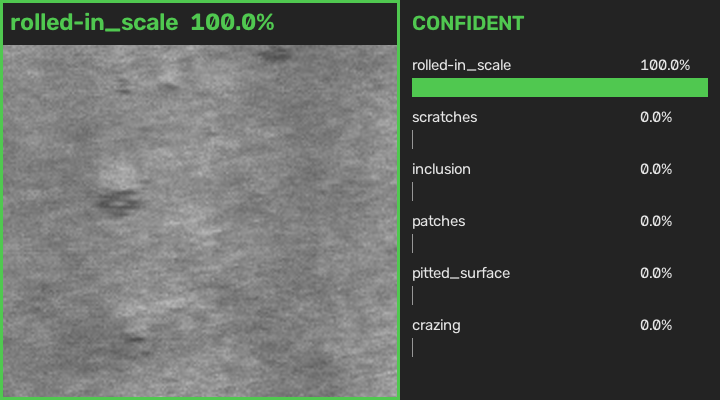 rolled-in_scale 100.0%
CONFIDENT
rolled-in_scale 100.0%
scratches 0.0%
inclusion 0.0%
patches 0.0%
pitted_surface 0.0%
crazing 0.0%